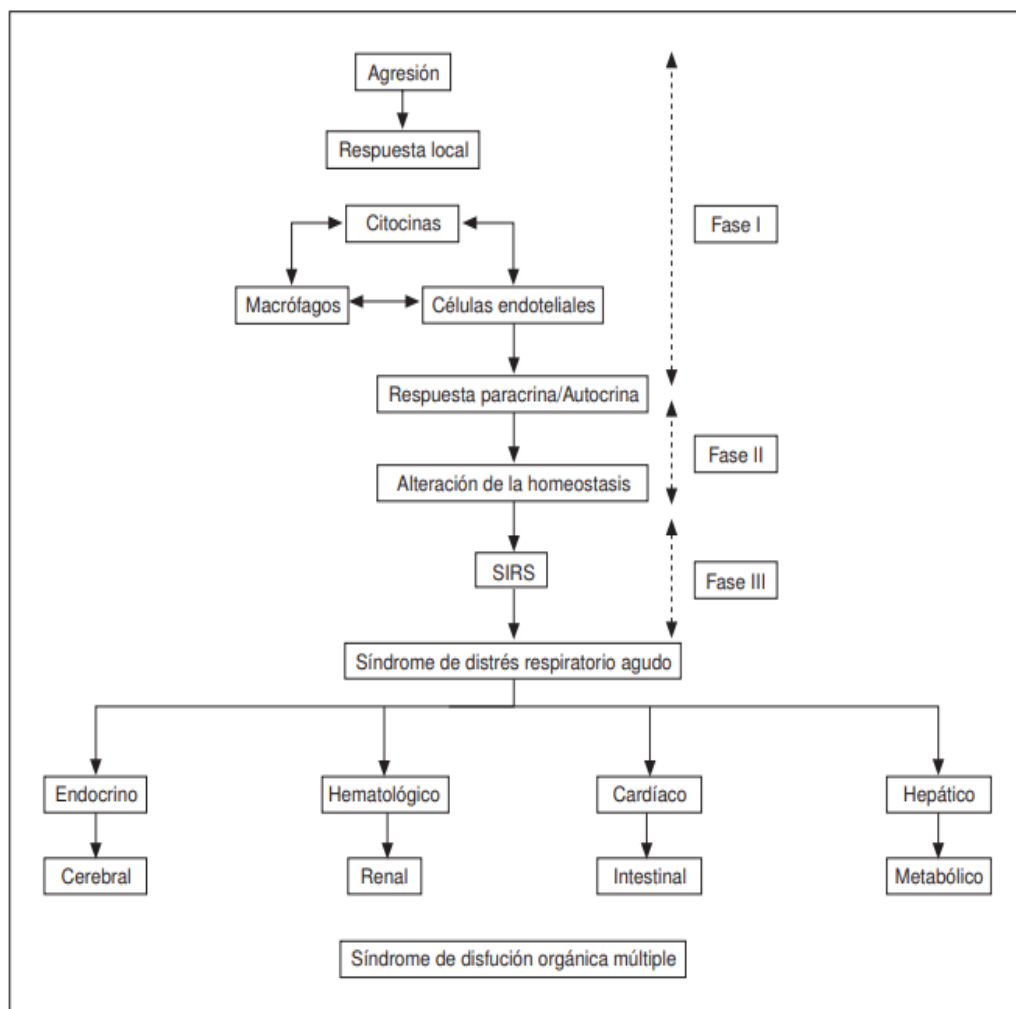 Agresión
Respuesta local
Citocinas
Fase I
Macrófagos
Células endoteliales
Respuesta paracrina/Autocrina
Fase II
Alteración de la homeostasis
SIRS
Fase III
Síndrome de distrés respiratorio agudo
Endocrino
Hematológico
Cardíaco
Hepático
Cerebral
Renal
Intestinal
Metabólico
Síndrome de disfución orgánica múltiple